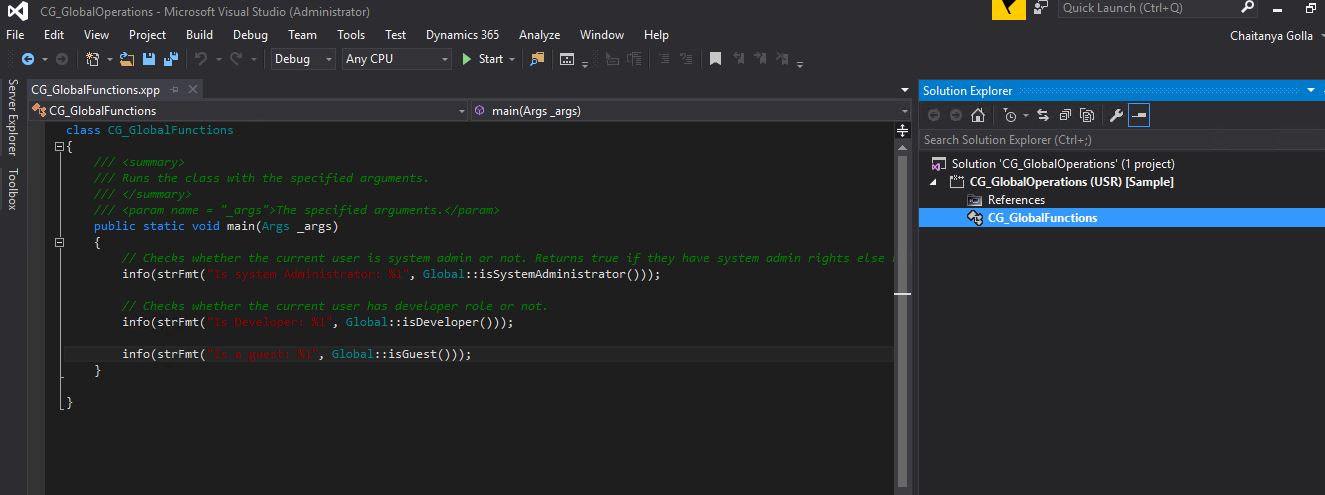 CG_GlobalOperations - Microsoft Visual Studio (Administrator)
Quick Launch (Ctrl+Q)
File Edit View Project Build Debug Team Tools Test Dynamics 365 Analyze Window Help
Chaitanya Golla
Debug Any CPU Start
Server Explorer
Toolbox
CG_GlobalFunctions.xpp
CG_GlobalFunctions main(Args _args)
class CG_GlobalFunctions
{
/// <summary>
/// Runs the class with the specified arguments.
/// </summary>
/// <param name = "_args">The specified arguments.</param>
public static void main(Args _args)
{
// Checks whether the current user is system admin or not. Returns true if they have system admin rights else
info(strFmt("Is system Administrator: %1", Global::isSystemAdministrator()));
// Checks whether the current user has developer role or not.
info(strFmt("Is Developer: %1", Global::isDeveloper()));
info(strFmt("Is a guest: %1", Global::isGuest()));
}
}
Solution Explorer
Search Solution Explorer (Ctrl+;)
Solution 'CG_GlobalOperations' (1 project)
CG_GlobalOperations (USR) [Sample]
References
CG_GlobalFunctions